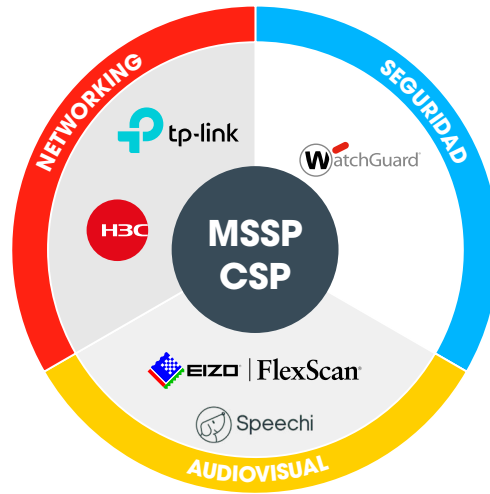 NETWORKING
SEGURIDAD
tp-link
WatchGuard
H3C
MSSP
CSP
EIZO | FlexScan
Speechi
AUDIOVISUAL